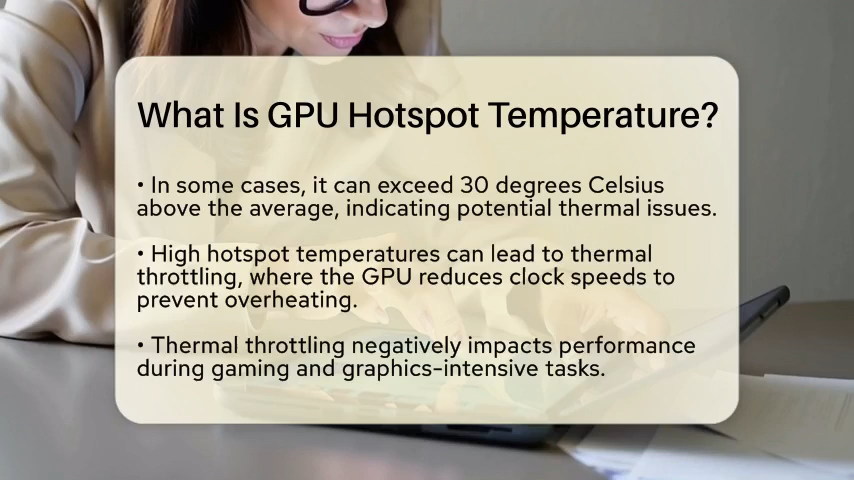 What Is GPU Hotspot Temperature?
• In some cases, it can exceed 30 degrees Celsius
above the average, indicating potential thermal issues.
• High hotspot temperatures can lead to thermal
throttling, where the GPU reduces clock speeds to
prevent overheating.
• Thermal throttling negatively impacts performance
during gaming and graphics-intensive tasks.